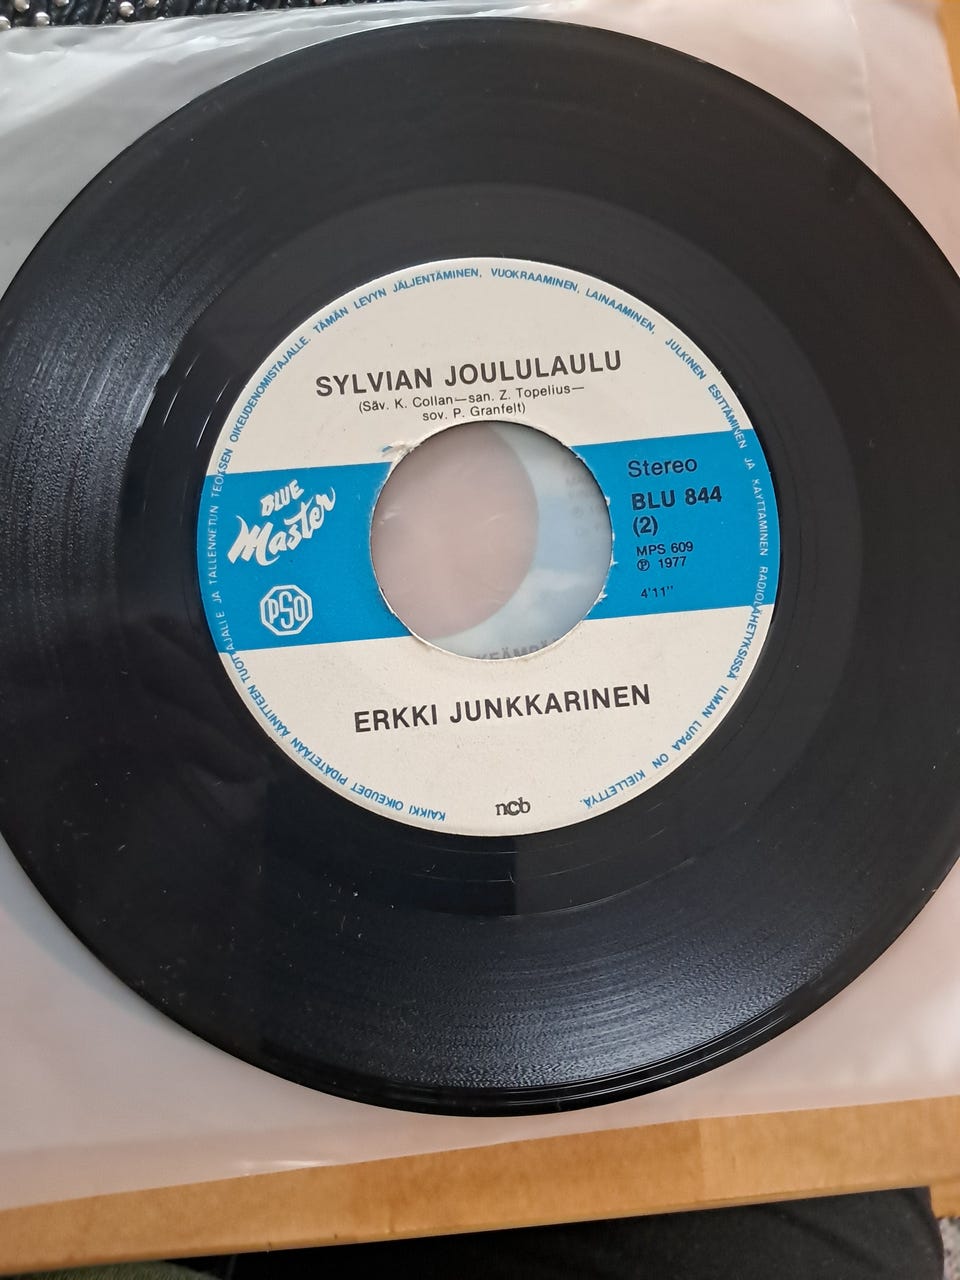 KAIKKI OIKEUDET PIDÄTETÄÄN ÄÄNITTEEN TUOTTAJALLE JA TALLENNETUN TEOKSEN OIKEUDENOMISTAJALLE. TÄMÄN LEVYN JÄLJENTÄMINEN, VUOKRAAMINEN, LAINAAMINEN, JULKINEN ESITTÄMINEN JA KÄYTTÄMINEN RADIOLÄHETYKSISSÄ ILMAN LUPAA ON KIELLETTYÄ.
SYLVIAN JOULULAULU
(Säv. K. Collan—san. Z. Topelius—
sov. P. Granfelt)
BLUE
Master
PSO
Stereo
BLU 844
(2)
MPS 609
℗ 1977
4'11"
ERKKI JUNKKARINEN
ncb